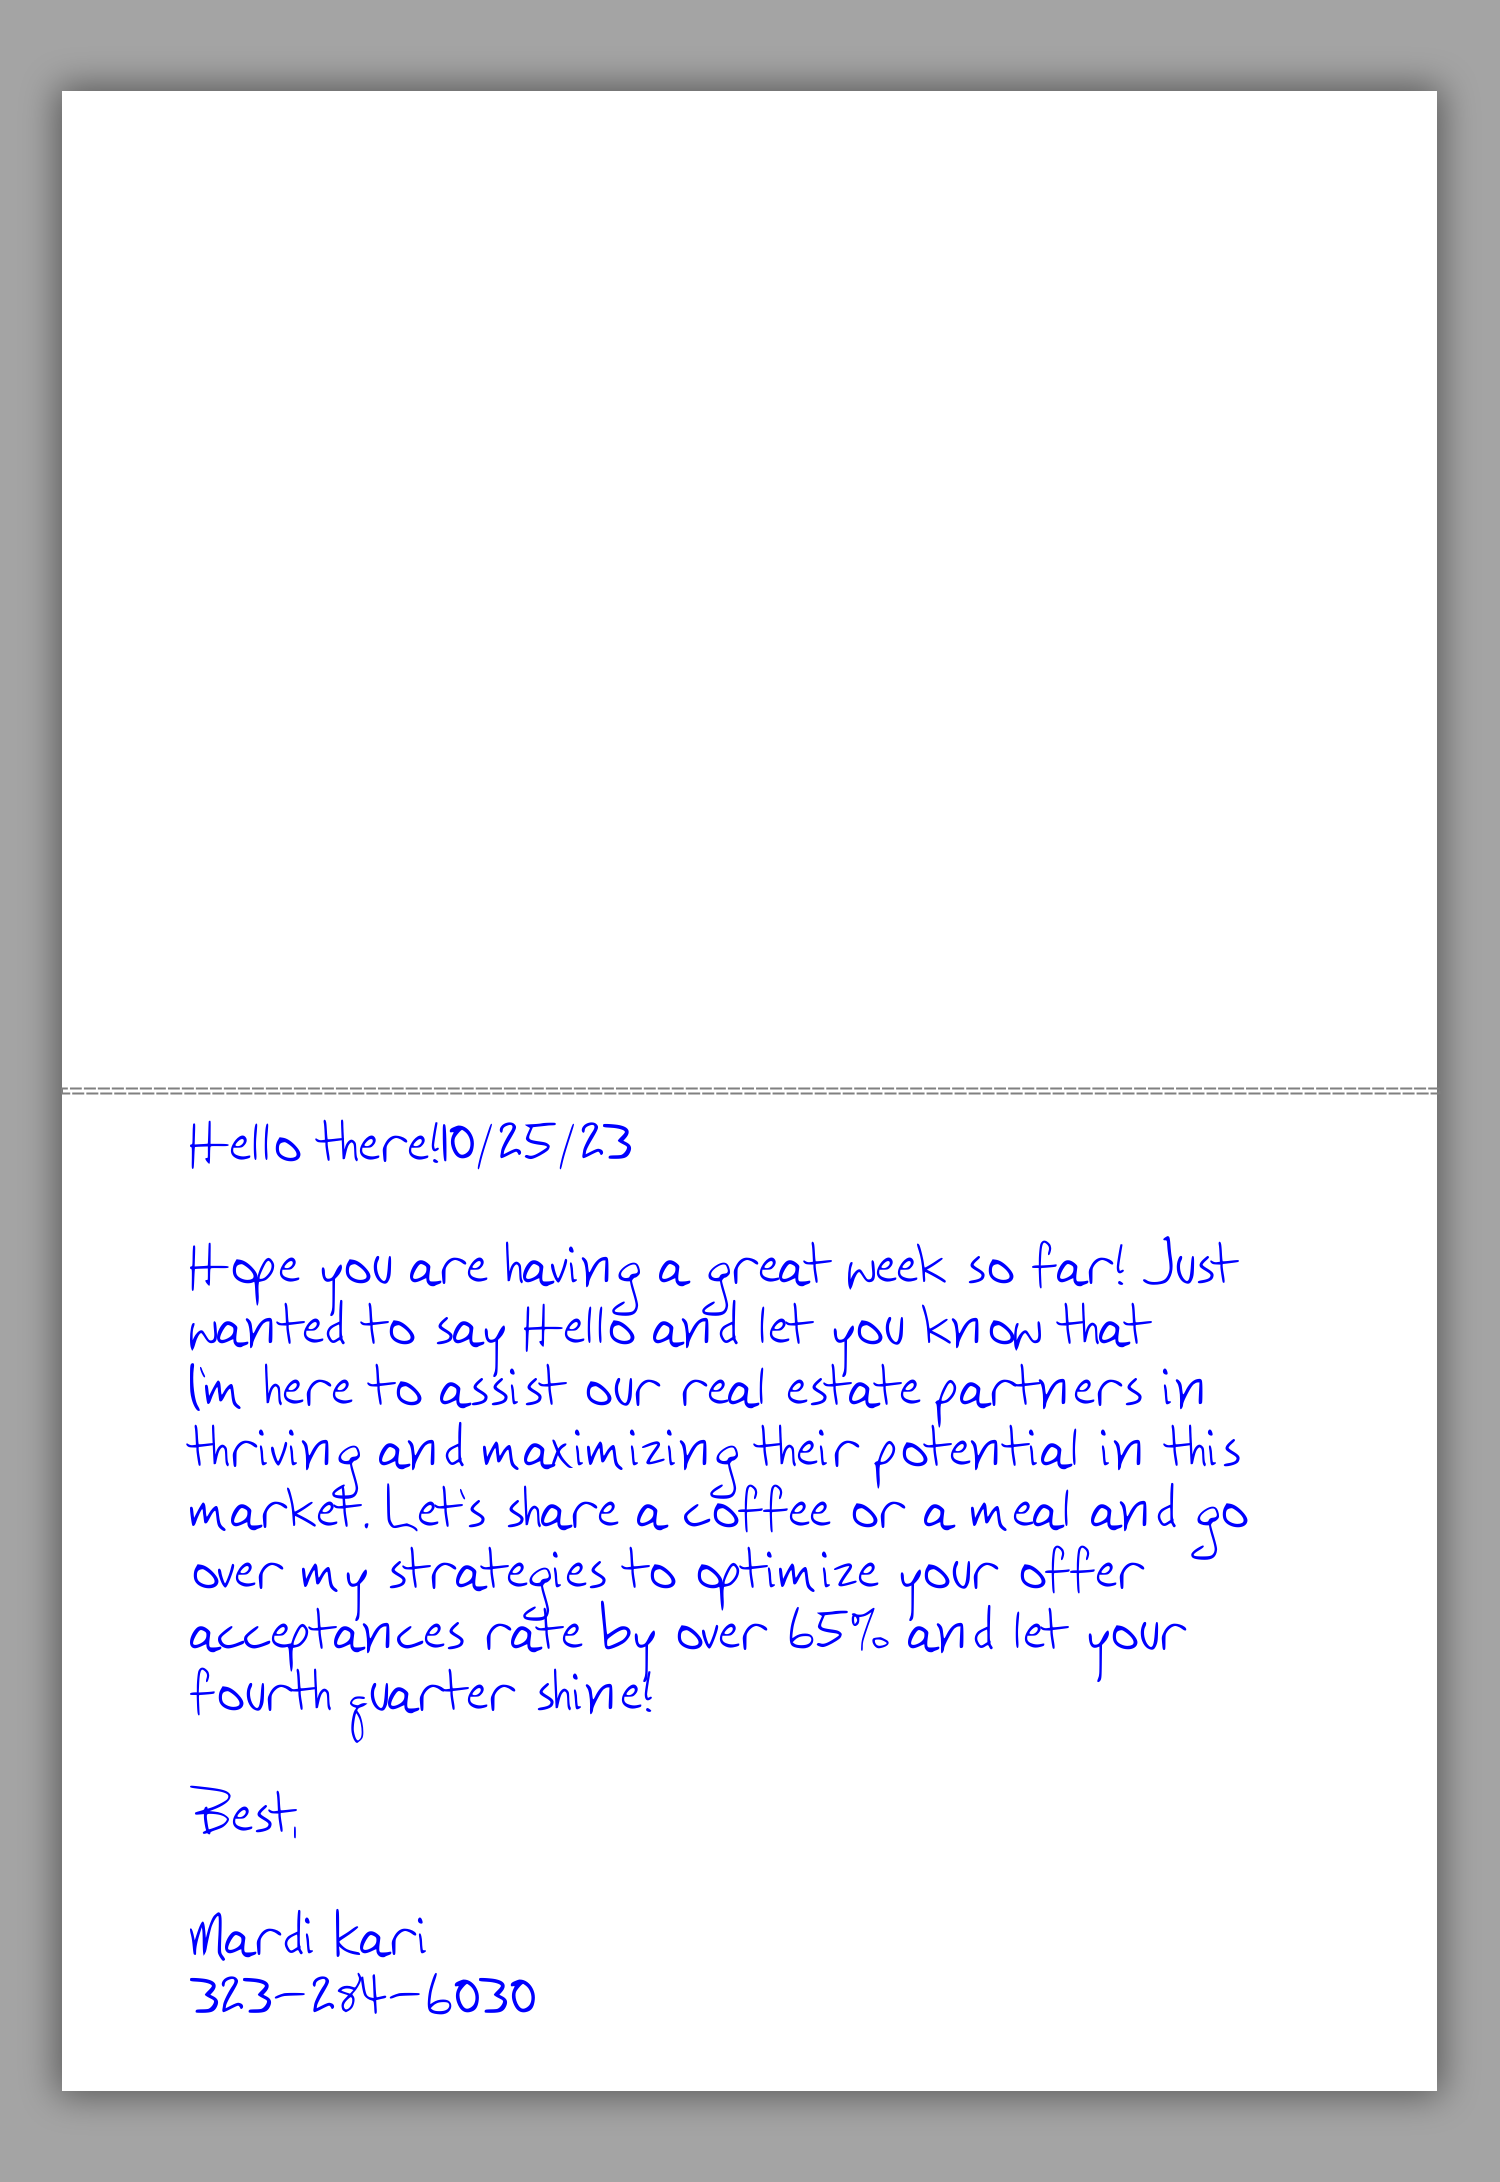 Hello there!10/25/23
Hope you are having a great week so far! Just
wanted to say Hello and let you know that
I'm here to assist our real estate partners in
thriving and maximizing their potential in this
market. Let's share a coffee or a meal and go
over my strategies to optimize your offer
acceptances rate by over 65% and let your
fourth quarter shine!
Best,
Mardi Kari
323-284-6030